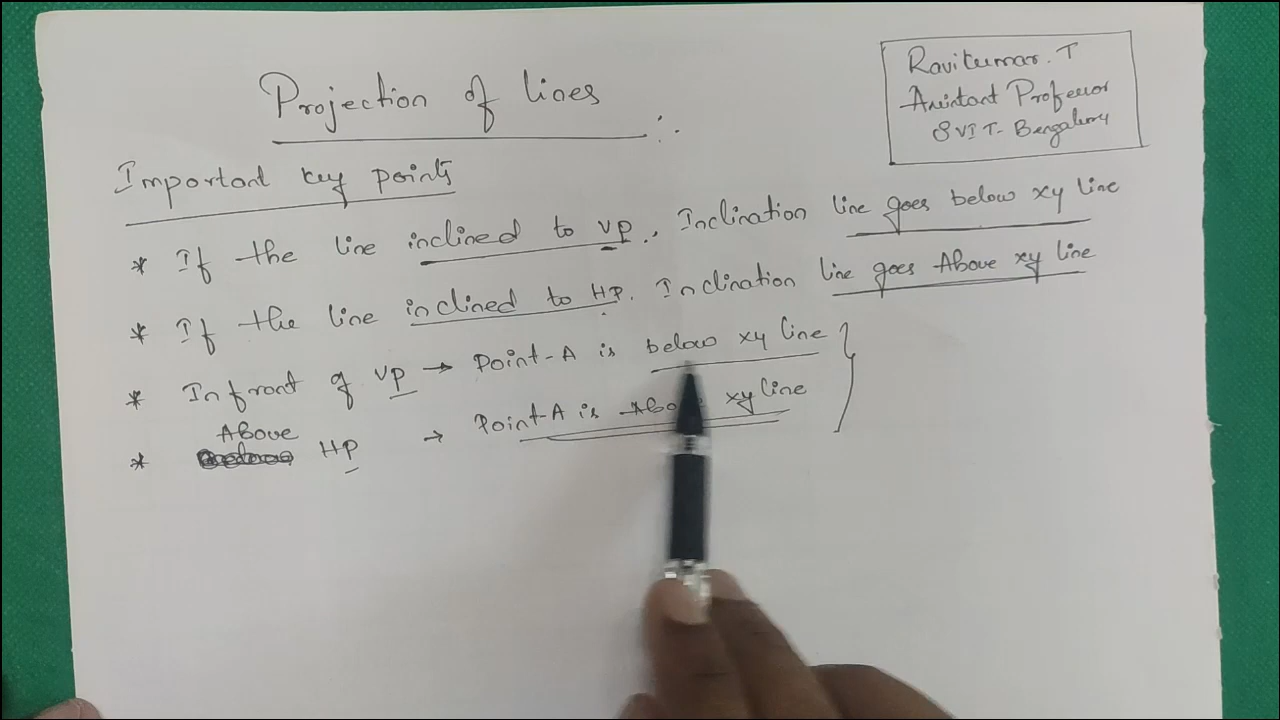 Projection of lines
Ravikumar. T
Assistant Professor
SVIT- Bengaluru
Important key points
* If the line inclined to VP., Inclination line goes below xy line
* If the line inclined to HP. Inclination line goes Above xy line
* Infront of VP → Point-A is below xy line
* Above HP → Point-A is Above xy line